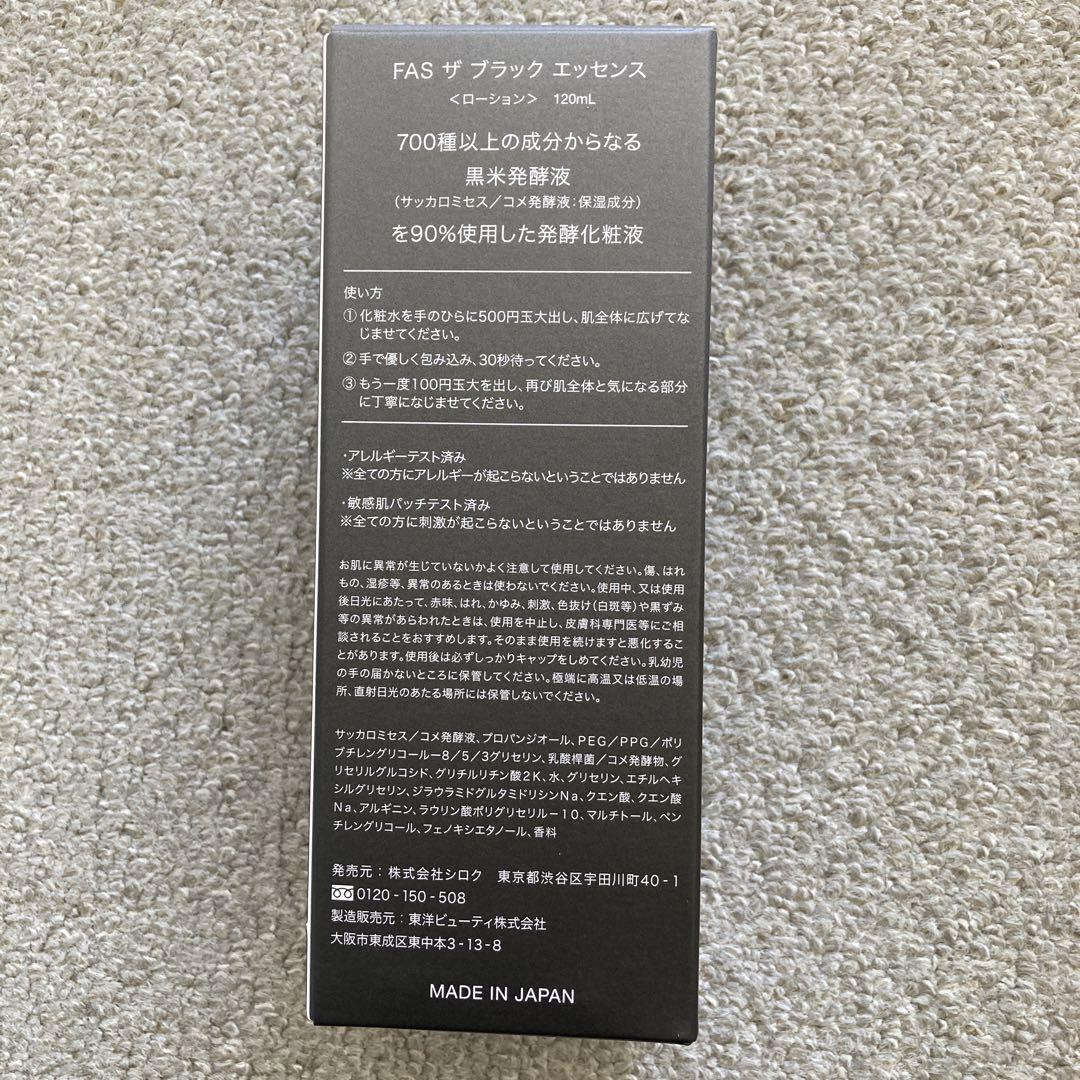 FAS ザ ブラック エッセンス
＜ローション＞　120mL
700種以上の成分からなる
黒米発酵液
（サッカロミセス／コメ発酵液：保湿成分）
を90%使用した発酵化粧液
使い方
① 化粧水を手のひらに500円玉大出し、肌全体に広げてな
じませてください。
② 手で優しく包み込み、30秒待ってください。
③ もう一度100円玉大を出し、再び肌全体と気になる部分
に丁寧になじませてください。
・アレルギーテスト済み
※全ての方にアレルギーが起こらないということではありません
・敏感肌パッチテスト済み
※全ての方に刺激が起こらないということではありません
お肌に異常が生じていないかよく注意して使用してください。傷、はれ
もの、湿疹等、異常のあるときは使わないでください。使用中、又は使用
後日光にあたって、赤味、はれ、かゆみ、刺激、色抜け（白斑等）や黒ずみ
等の異常があらわれたときは、使用を中止し、皮膚科専門医等にご相
談されることをおすすめします。そのまま使用を続けますと悪化するこ
とがあります。使用後は必ずしっかりキャップをしめてください。乳幼児
の手の届かないところに保管してください。極端に高温又は低温の場
所、直射日光のあたる場所には保管しないでください。
サッカロミセス／コメ発酵液、プロパンジオール、PEG／PPG／ポリ
ブチレングリコールー8／5／3グリセリン、乳酸桿菌／コメ発酵物、グ
リセリルグルコシド、グリチルリチン酸2K、水、グリセリン、エチルヘキ
シルグリセリン、ジラウラミドグルタミドリシンNa、クエン酸、クエン酸
Na、アルギニン、ラウリン酸ポリグリセリル－10、マルチトール、ペン
チレングリコール、フェノキシエタノール、香料
発売元：株式会社シロク　東京都渋谷区宇田川町40-1
0120-150-508
製造販売元：東洋ビューティ株式会社
大阪市東成区東中本3-13-8
MADE IN JAPAN